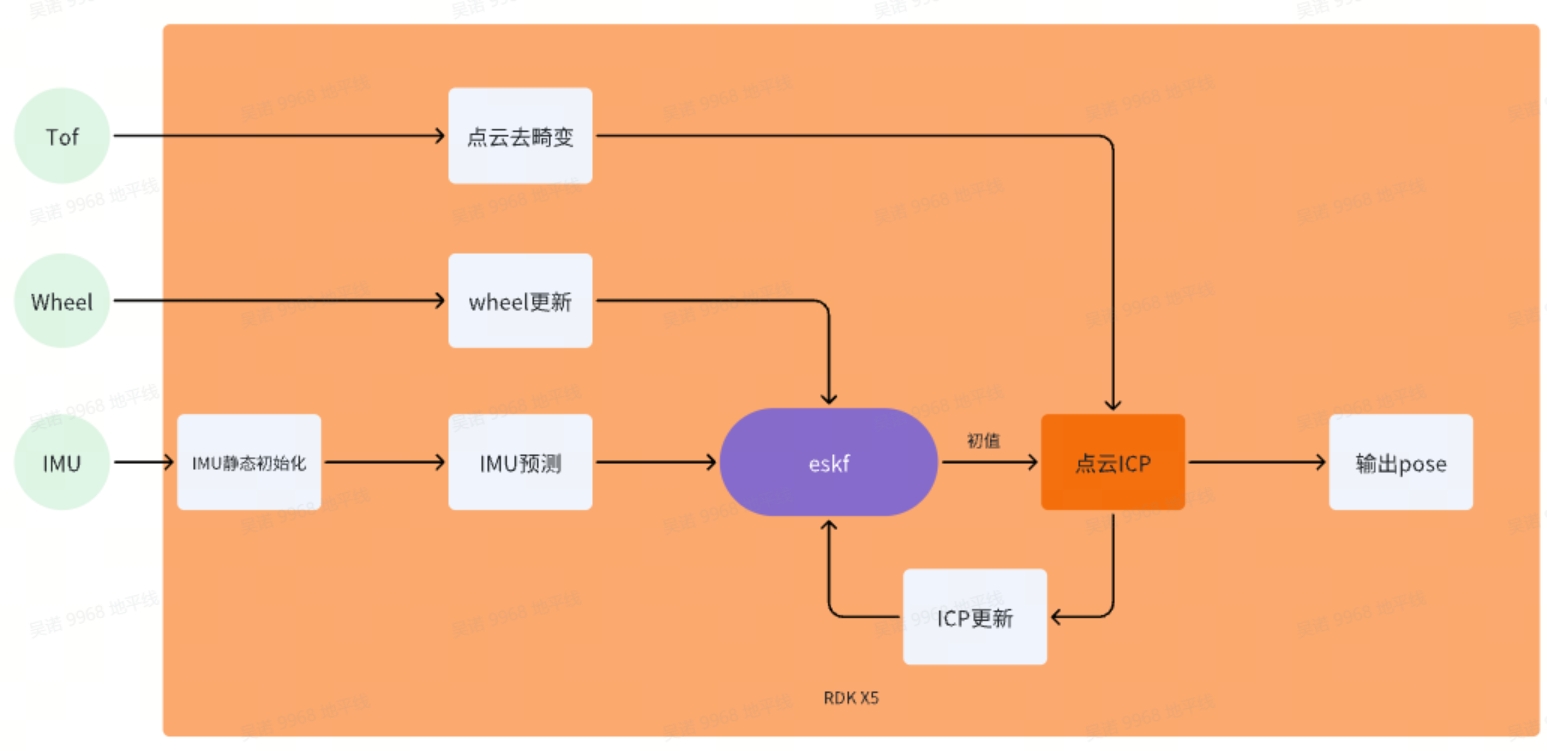 Tof
点云去畸变
Wheel
wheel更新
IMU
IMU静态初始化
IMU预测
eskf
初值
点云ICP
输出pose
ICP更新
RDK X5
吴诺 9968 地平线